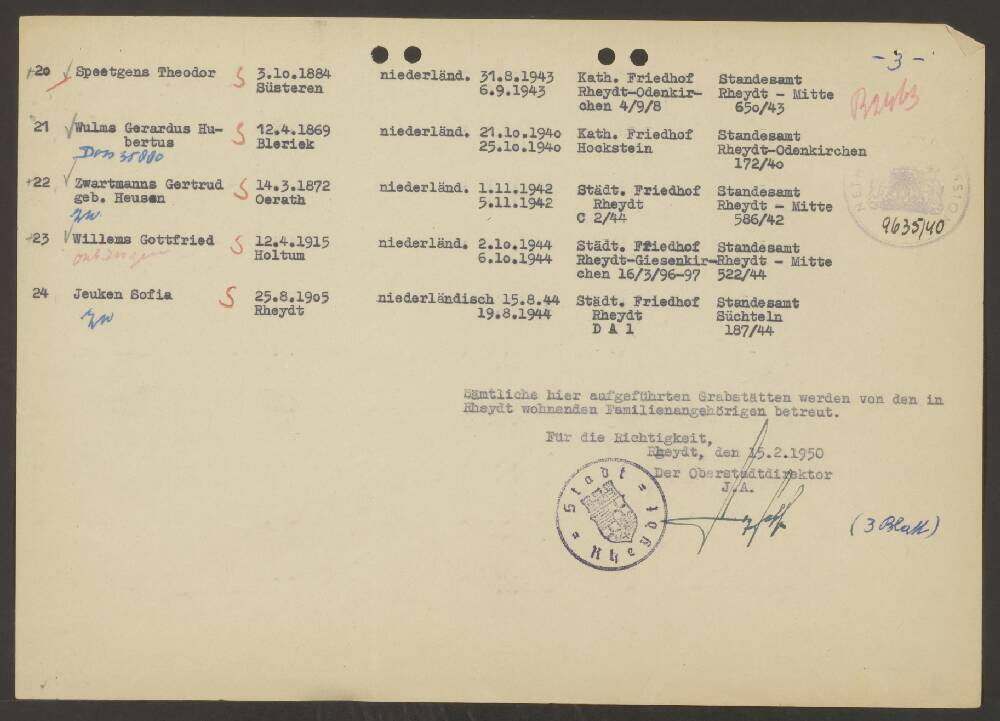 - 3 -
+20 Speetgens Theodor S 3.10.1884 niederländ. 31.8.1943 Kath. Friedhof Standesamt
Süsteren 6.9.1943 Rheydt-Odenkir- Rheydt - Mitte
chen 4/9/8 650/43
21 Wulms Gerardus Hu- S 12.4.1869 niederländ. 21.10.1940 Kath. Friedhof Standesamt
bertus Bleriek 25.10.1940 Hockstein Rheydt-Odenkirchen
172/40
+22 Zwartmanns Gertrud S 14.3.1872 niederländ. 1.11.1942 Städt. Friedhof Standesamt
geb. Heusen Oerath 5.11.1942 Rheydt Rheydt - Mitte
C 2/44 586/42
9635/40
+23 Willems Gottfried S 12.4.1915 niederländ. 2.10.1944 Städt. Friedhof Standesamt
Holtum 6.10.1944 Rheydt-Giesenkir-Rheydt - Mitte
chen 16/3/96-97 522/44
24 Jeuken Sofia S 25.8.1905 niederländisch 15.8.44 Städt. Friedhof Standesamt
Rheydt 19.8.1944 Rheydt Süchteln
D A 1 187/44
Sämtliche hier aufgeführten Grabstätten werden von den in
Rheydt wohnenden Familienangehörigen betreut.
Für die Richtigkeit,
Rheydt, den 15.2.1950
Der Oberstadtdirektor
J.A.
(3 Blatt)
Stadt Rheydt